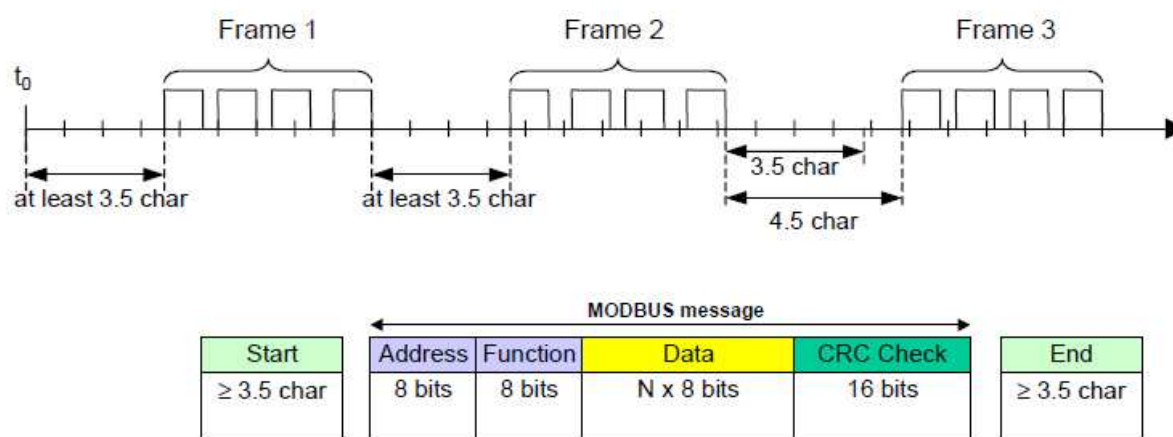 Frame 1 Frame 2 Frame 3
t0
3.5 char
at least 3.5 char at least 3.5 char
4.5 char
MODBUS message
Start Address Function Data CRC Check End
≥ 3.5 char 8 bits 8 bits N x 8 bits 16 bits ≥ 3.5 char